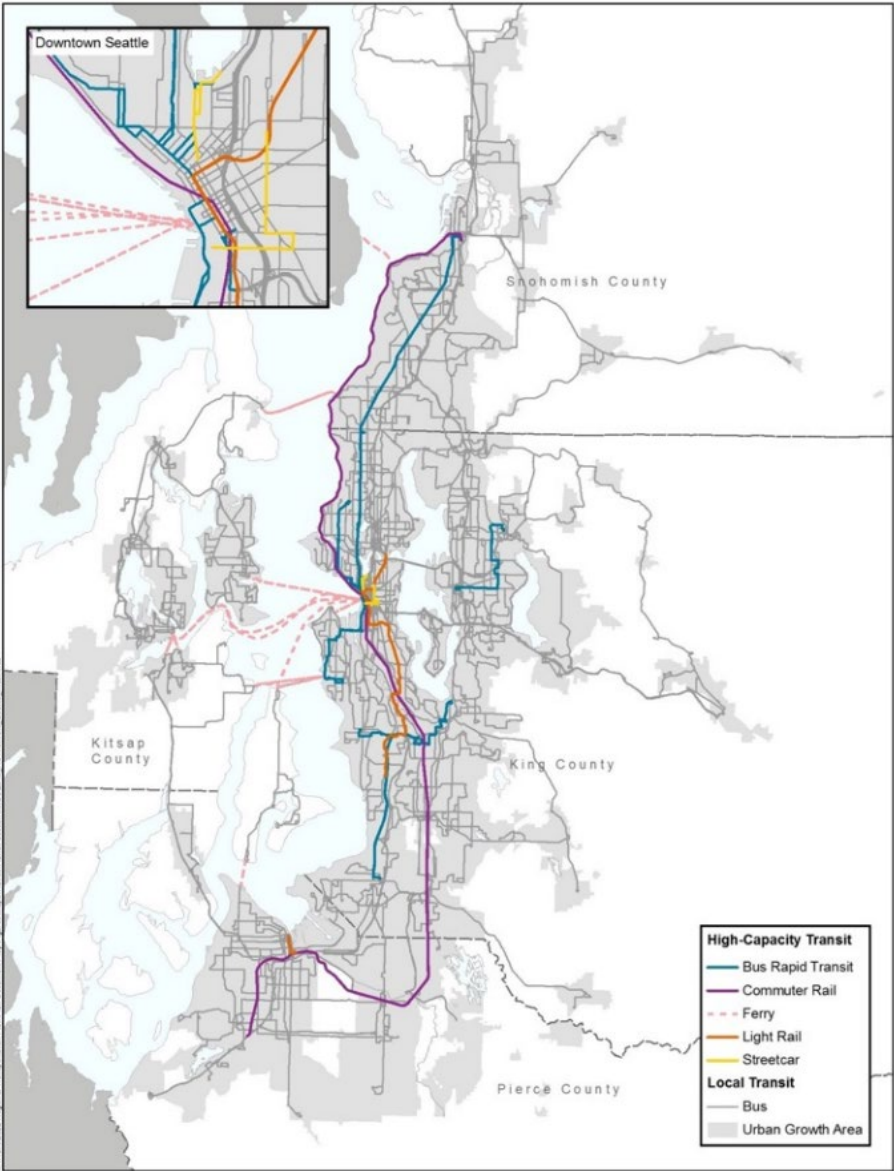 Downtown Seattle
Snohomish County
Kitsap
County
King County
Pierce County
High-Capacity Transit
Bus Rapid Transit
Commuter Rail
Ferry
Light Rail
Streetcar
Local Transit
Bus
Urban Growth Area